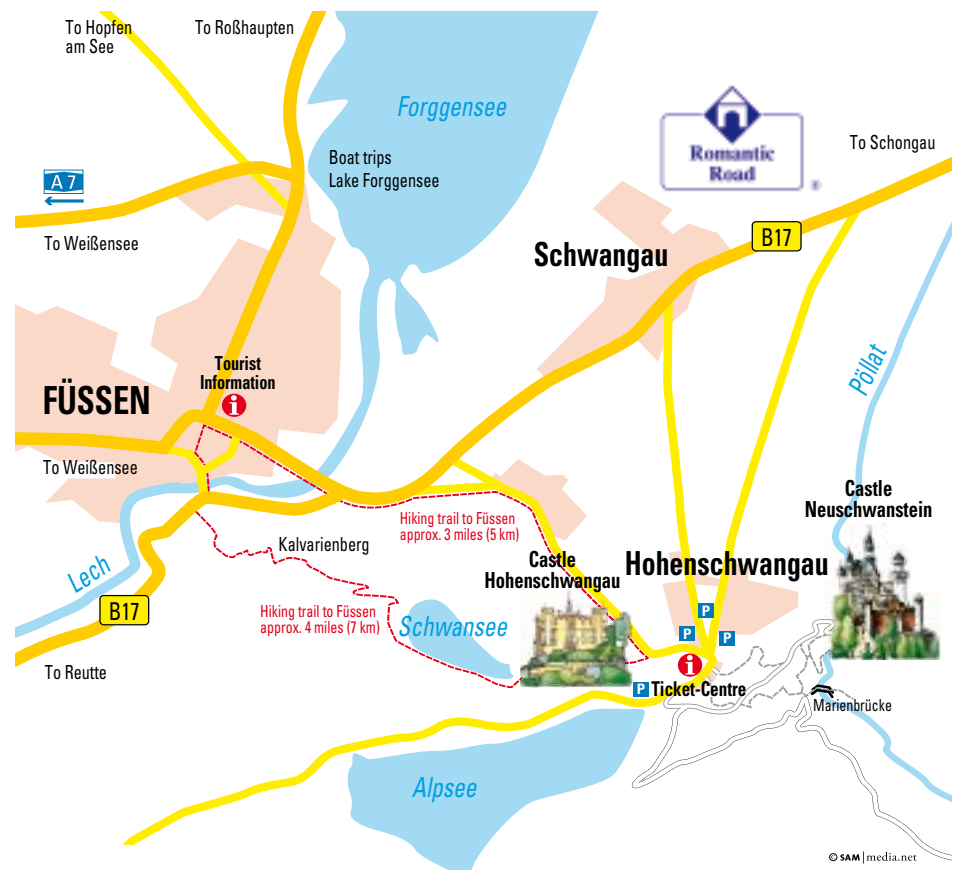 To Hopfen
am See
To Roßhaupten
Forggensee
Romantic
Road
®
To Schongau
Boat trips
Lake Forggensee
A 7
To Weißensee
B17
Schwangau
Pöllat
Tourist
Information
i
FÜSSEN
To Weißensee
Castle
Neuschwanstein
Hiking trail to Füssen
approx. 3 miles (5 km)
Kalvarienberg
Castle
Hohenschwangau
Hohenschwangau
Lech
B17
Hiking trail to Füssen
approx. 4 miles (7 km)
Schwansee
P
P
P
To Reutte
i
P Ticket-Centre
Marienbrücke
Alpsee
© SAM | media.net